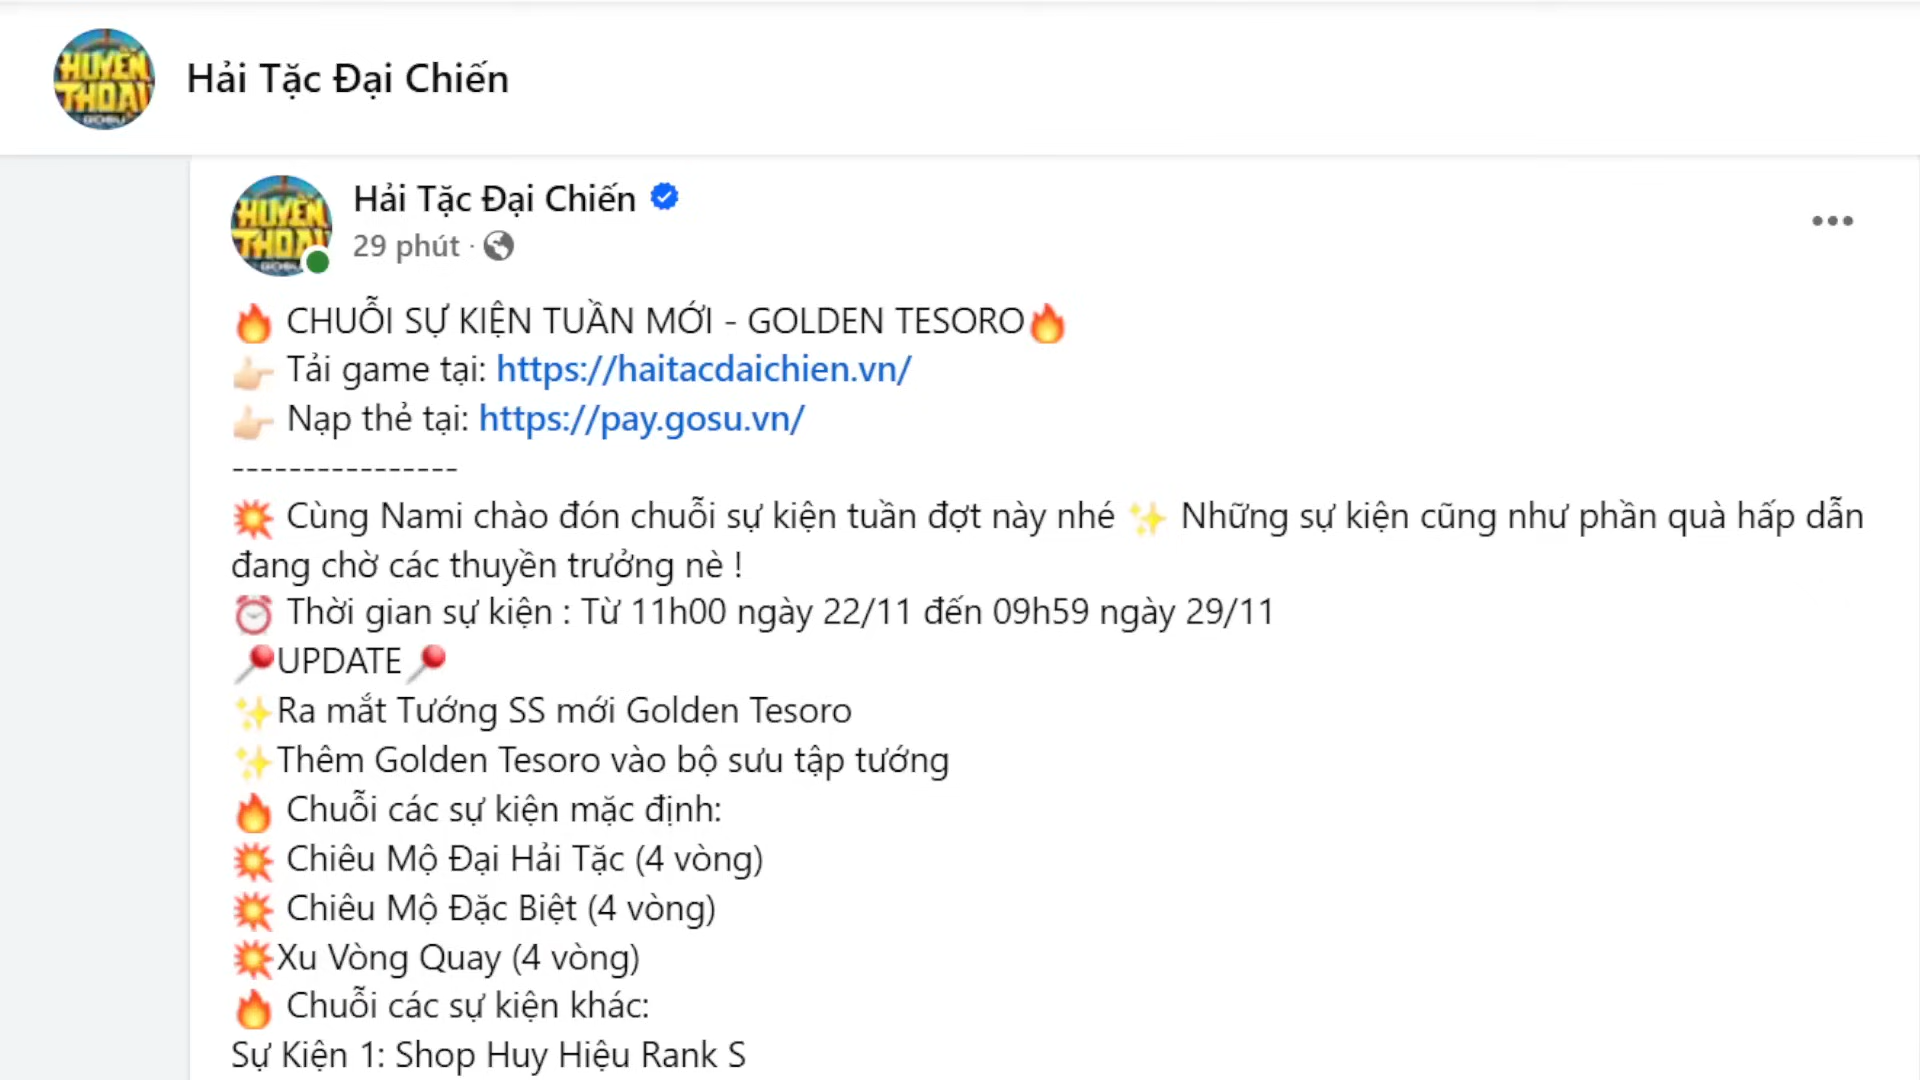 HUYỀN
THOẠI
GOSU
Hải Tặc Đại Chiến
HUYỀN
THOẠI
GOSU
Hải Tặc Đại Chiến
29 phút ·
🔥 CHUỖI SỰ KIỆN TUẦN MỚI - GOLDEN TESORO🔥
👉🏻 Tải game tại: https://haitacdaichien.vn/
👉🏻 Nạp thẻ tại: https://pay.gosu.vn/
----------------
💥 Cùng Nami chào đón chuỗi sự kiện tuần đợt này nhé ✨ Những sự kiện cũng như phần quà hấp dẫn
đang chờ các thuyền trưởng nè !
⏰ Thời gian sự kiện : Từ 11h00 ngày 22/11 đến 09h59 ngày 29/11
📍UPDATE📍
✨Ra mắt Tướng SS mới Golden Tesoro
✨Thêm Golden Tesoro vào bộ sưu tập tướng
🔥 Chuỗi các sự kiện mặc định:
💥 Chiêu Mộ Đại Hải Tặc (4 vòng)
💥 Chiêu Mộ Đặc Biệt (4 vòng)
💥Xu Vòng Quay (4 vòng)
🔥 Chuỗi các sự kiện khác:
Sự Kiện 1: Shop Huy Hiệu Rank S